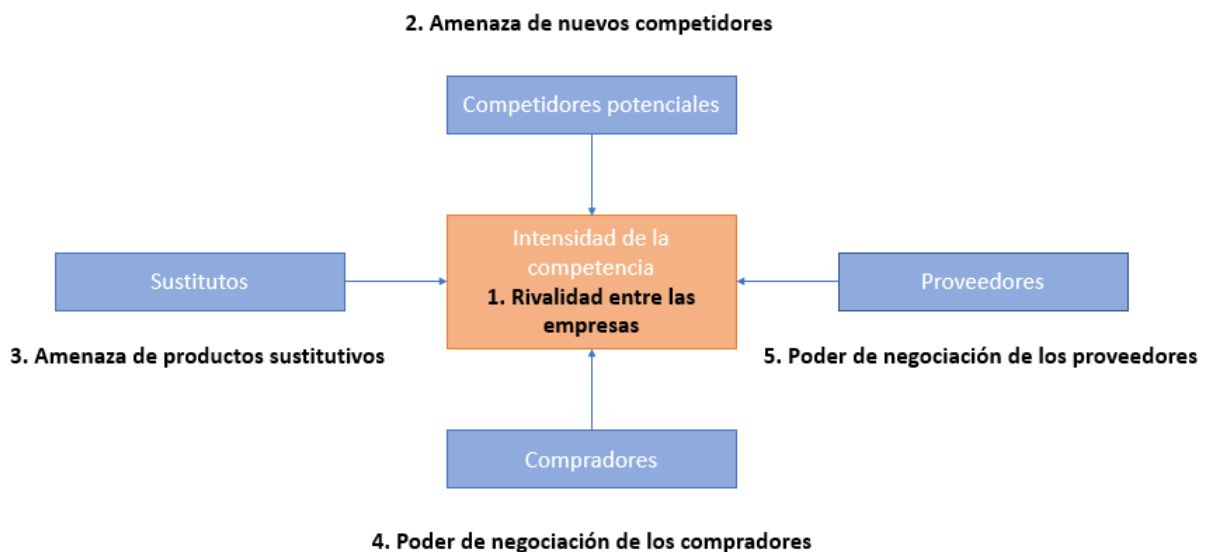 2. Amenaza de nuevos competidores
Competidores potenciales
Intensidad de la
competencia
1. Rivalidad entre las
empresas
Sustitutos
Proveedores
3. Amenaza de productos sustitutivos
5. Poder de negociación de los proveedores
Compradores
4. Poder de negociación de los compradores